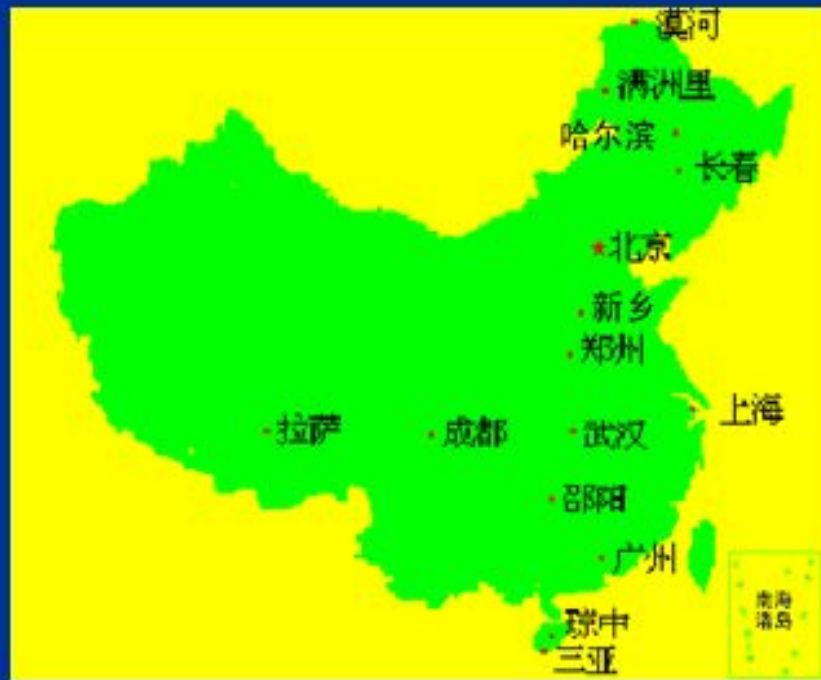 漠河
满洲里
哈尔滨
长春
北京
新乡
郑州
上海
拉萨
成都
武汉
邵阳
广州
南海
诸岛
琼中
三亚